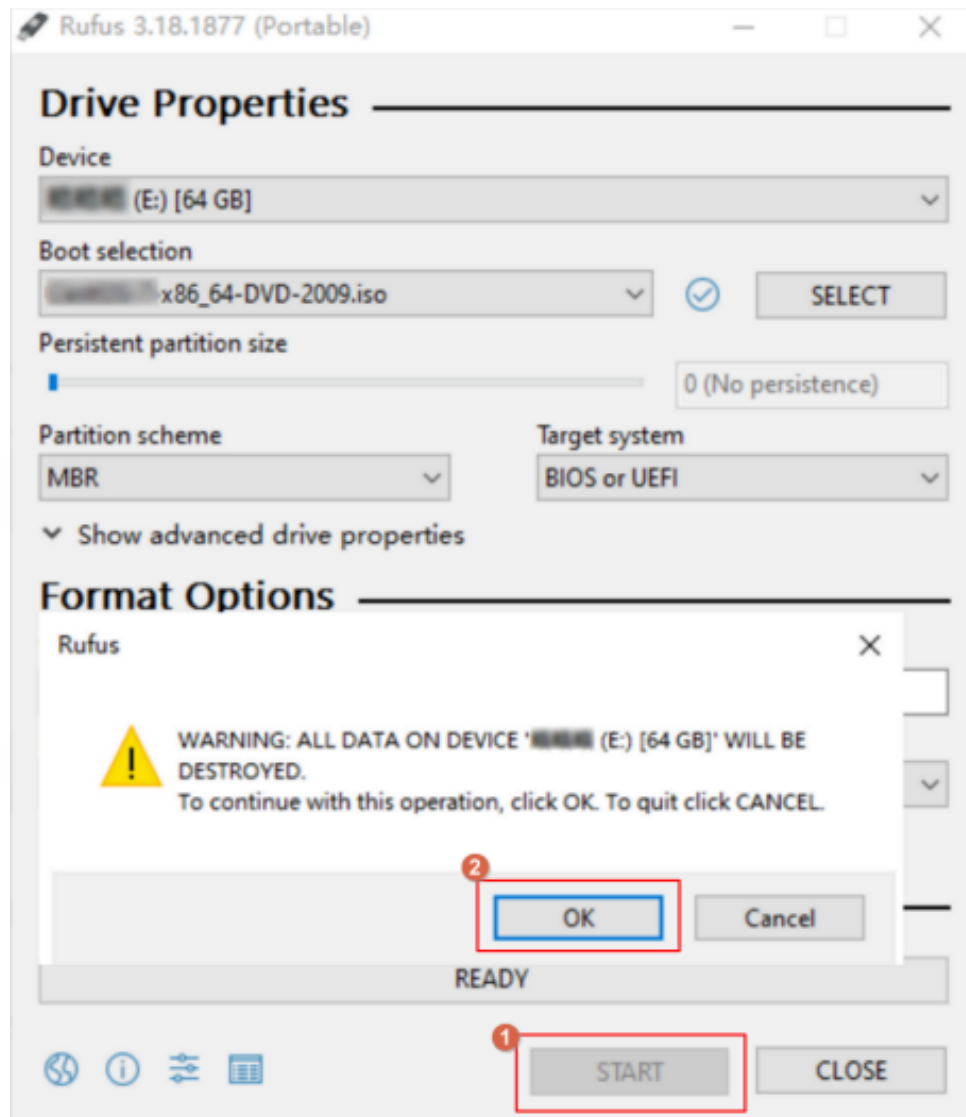 Rufus 3.18.1877 (Portable)
Drive Properties
Device
(E:) [64 GB]
Boot selection
-x86_64-DVD-2009.iso
SELECT
Persistent partition size
0 (No persistence)
Partition scheme
Target system
MBR
BIOS or UEFI
Show advanced drive properties
Format Options
Rufus
WARNING: ALL DATA ON DEVICE ' (E:) [64 GB]' WILL BE
DESTROYED.
To continue with this operation, click OK. To quit click CANCEL.
2
OK
Cancel
READY
1
START
CLOSE